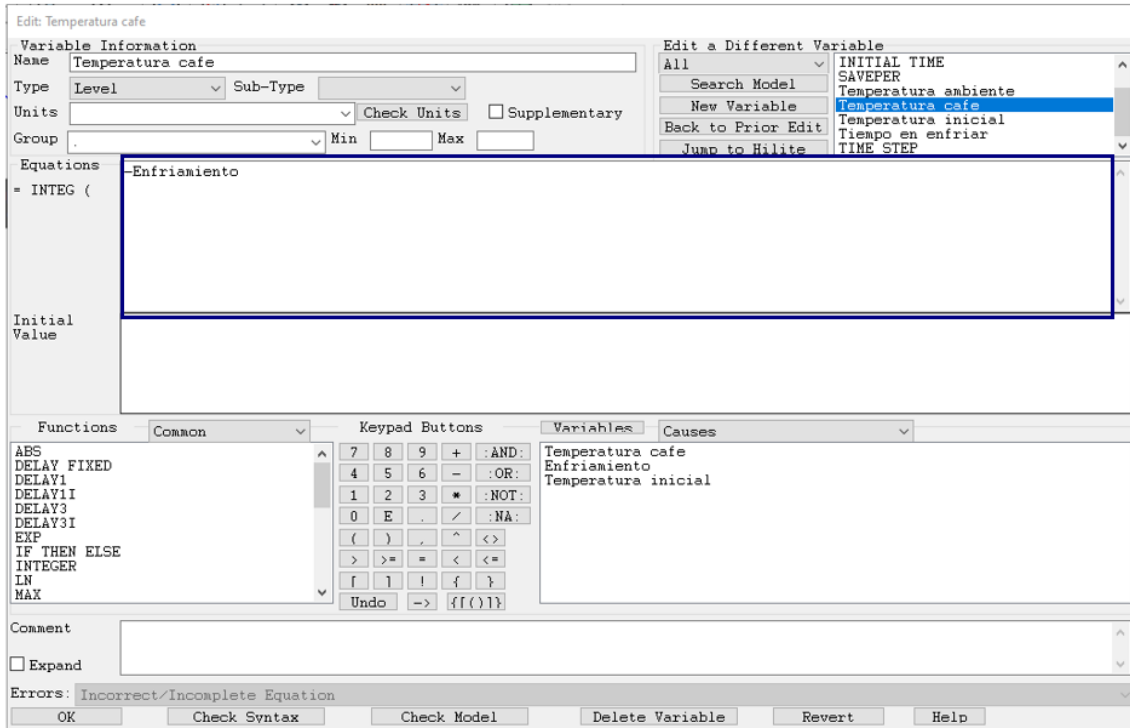 Edit: Temperatura cafe
Variable Information
Name Temperatura cafe
Type Level Sub-Type
Units Check Units Supplementary
Group . Min Max
Edit a Different Variable
All
Search Model
New Variable
Back to Prior Edit
Jump to Hilite
INITIAL TIME
SAVEPER
Temperatura ambiente
Temperatura cafe
Temperatura inicial
Tiempo en enfriar
TIME STEP
Equations
= INTEG (
-Enfriamiento
Initial
Value
Functions Common
ABS
DELAY FIXED
DELAY1
DELAY1I
DELAY3
DELAY3I
EXP
IF THEN ELSE
INTEGER
LN
MAX
Keypad Buttons
7 8 9 + :AND:
4 5 6 - :OR:
1 2 3 * :NOT:
0 E . / :NA:
( ) , ^ <>
> >= = < <=
[ ] ! { }
Undo -> {[()]}
Variables Causes
Temperatura cafe
Enfriamiento
Temperatura inicial
Comment
Expand
Errors: Incorrect/Incomplete Equation
OK Check Syntax Check Model Delete Variable Revert Help